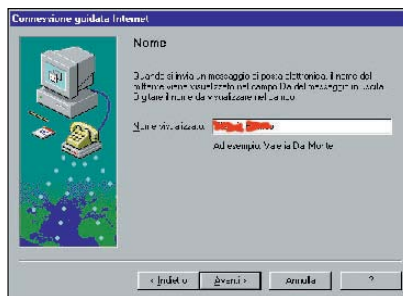 Connessione guidata Internet
Nome
Quando si invia un messaggio di posta elettronica, il nome del
mittente viene visualizzato nel campo Da del messaggio in uscita.
Digitare il nome da visualizzare nel campo.
Nome visualizzato:
Ad esempio: Valeria Dal Monte
< Indietro
Avanti >
Annulla
?